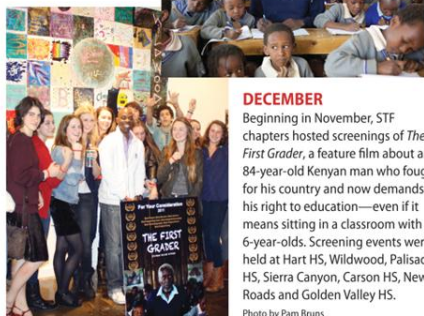 WILDWOOD
For Your Consideration
2011
THE FIRST
GRADER
DECEMBER
Beginning in November, STF
chapters hosted screenings of The
First Grader, a feature film about a
84-year-old Kenyan man who foug
for his country and now demands
his right to education—even if it
means sitting in a classroom with
6-year-olds. Screening events wer
held at Hart HS, Wildwood, Palisad
HS, Sierra Canyon, Carson HS, New
Roads and Golden Valley HS.
Photo by Pam Bruns